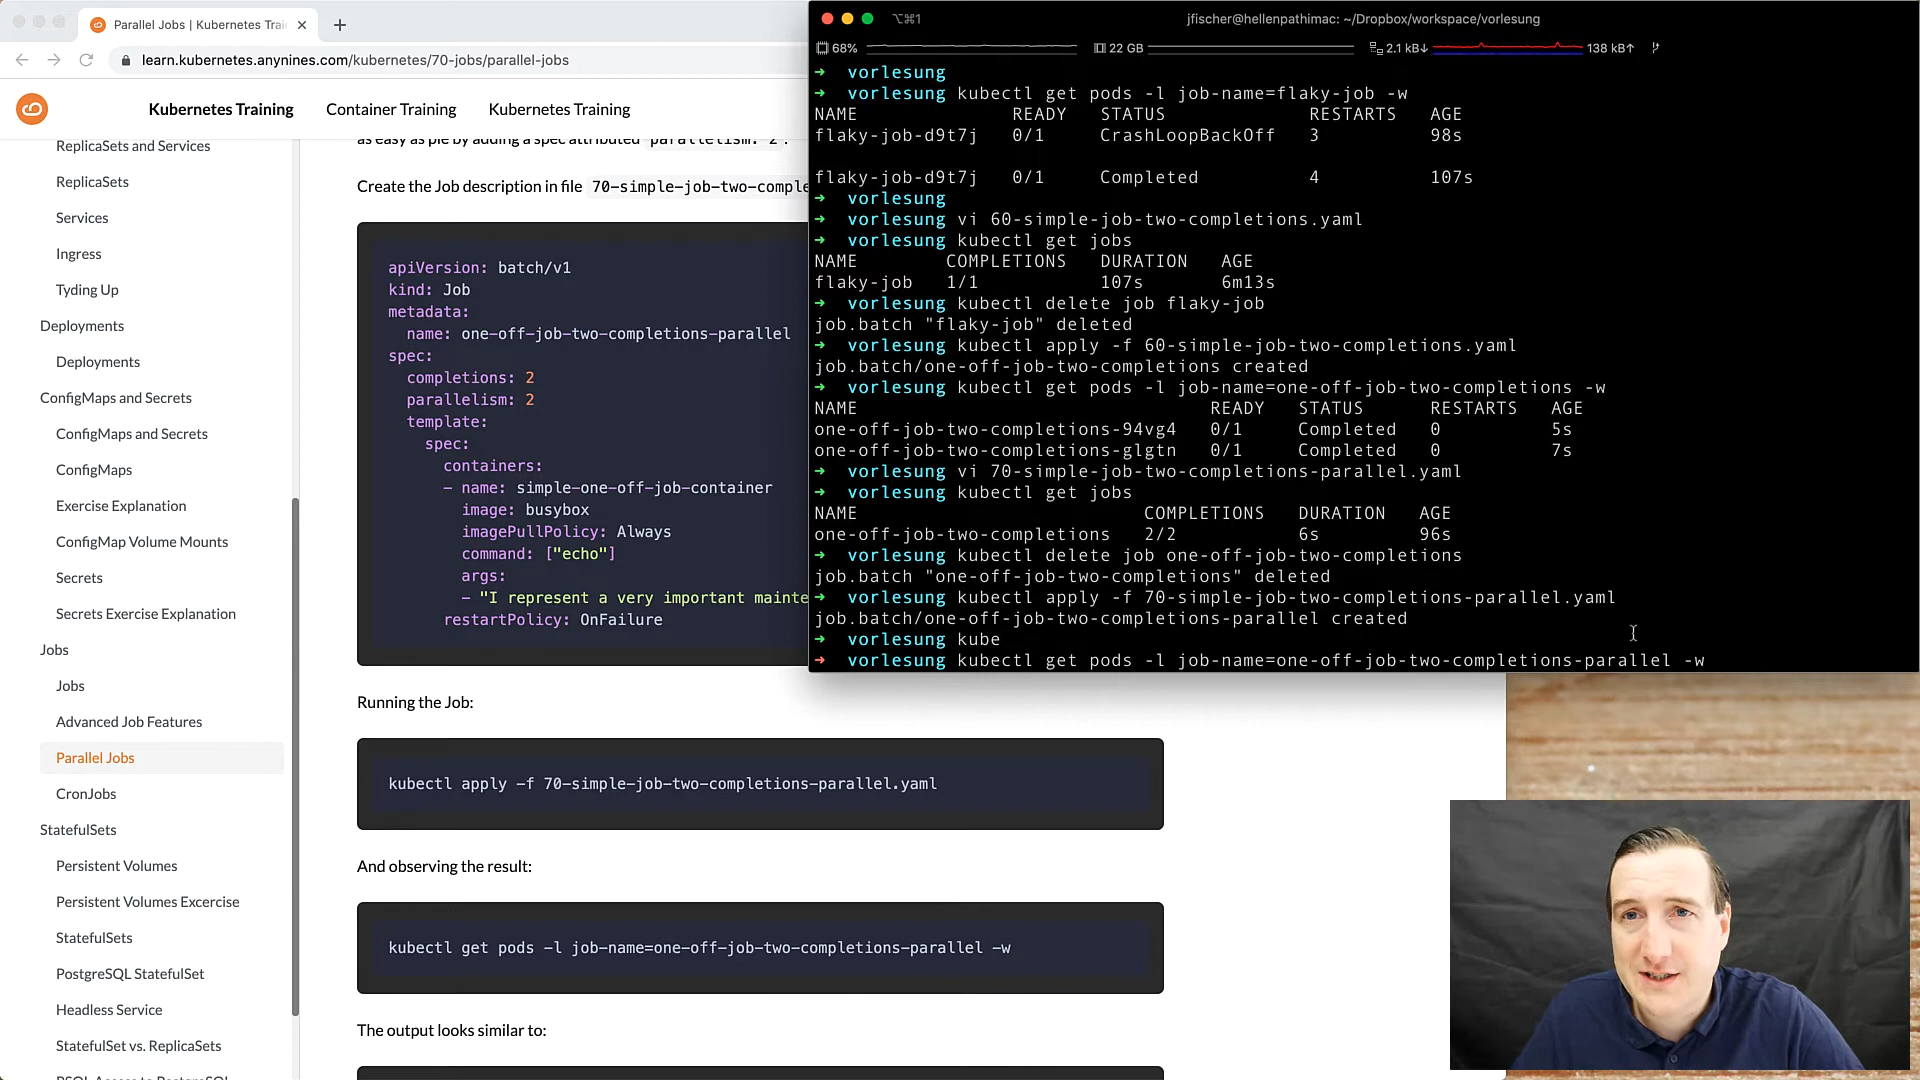 Parallel Jobs | Kubernetes Trai
learn.kubernetes.anynines.com/kubernetes/70-jobs/parallel-jobs
Kubernetes Training
Container Training
Kubernetes Training
ReplicaSets and Services
ReplicaSets
Services
Ingress
Tyding Up
Deployments
Deployments
ConfigMaps and Secrets
ConfigMaps and Secrets
ConfigMaps
Exercise Explanation
ConfigMap Volume Mounts
Secrets
Secrets Exercise Explanation
Jobs
Jobs
Advanced Job Features
Parallel Jobs
CronJobs
StatefulSets
Persistent Volumes
Persistent Volumes Excercise
StatefulSets
PostgreSQL StatefulSet
Headless Service
StatefulSet vs. ReplicaSets
as easy as pie by adding a spec attributed parallelism: 2 .
Create the Job description in file 70-simple-job-two-comple
apiVersion: batch/v1
kind: Job
metadata:
name: one-off-job-two-completions-parallel
spec:
completions: 2
parallelism: 2
template:
spec:
containers:
- name: simple-one-off-job-container
image: busybox
imagePullPolicy: Always
command: ["echo"]
args:
- "I represent a very important mainte
restartPolicy: OnFailure
Running the Job:
kubectl apply -f 70-simple-job-two-completions-parallel.yaml
And observing the result:
kubectl get pods -l job-name=one-off-job-two-completions-parallel -w
The output looks similar to:
⌥⌘1
jfischer@hellenpathimac: ~/Dropbox/workspace/vorlesung
68% 22 GB 2.1 kB↓ 138 kB↑
→ vorlesung
→ vorlesung kubectl get pods -l job-name=flaky-job -w
NAME READY STATUS RESTARTS AGE
flaky-job-d9t7j 0/1 CrashLoopBackOff 3 98s
flaky-job-d9t7j 0/1 Completed 4 107s
→ vorlesung
→ vorlesung vi 60-simple-job-two-completions.yaml
→ vorlesung kubectl get jobs
NAME COMPLETIONS DURATION AGE
flaky-job 1/1 107s 6m13s
→ vorlesung kubectl delete job flaky-job
job.batch "flaky-job" deleted
→ vorlesung kubectl apply -f 60-simple-job-two-completions.yaml
job.batch/one-off-job-two-completions created
→ vorlesung kubectl get pods -l job-name=one-off-job-two-completions -w
NAME READY STATUS RESTARTS AGE
one-off-job-two-completions-94vg4 0/1 Completed 0 5s
one-off-job-two-completions-glgtn 0/1 Completed 0 7s
→ vorlesung vi 70-simple-job-two-completions-parallel.yaml
→ vorlesung kubectl get jobs
NAME COMPLETIONS DURATION AGE
one-off-job-two-completions 2/2 6s 96s
→ vorlesung kubectl delete job one-off-job-two-completions
job.batch "one-off-job-two-completions" deleted
→ vorlesung kubectl apply -f 70-simple-job-two-completions-parallel.yaml
job.batch/one-off-job-two-completions-parallel created
→ vorlesung kube
→ vorlesung kubectl get pods -l job-name=one-off-job-two-completions-parallel -w